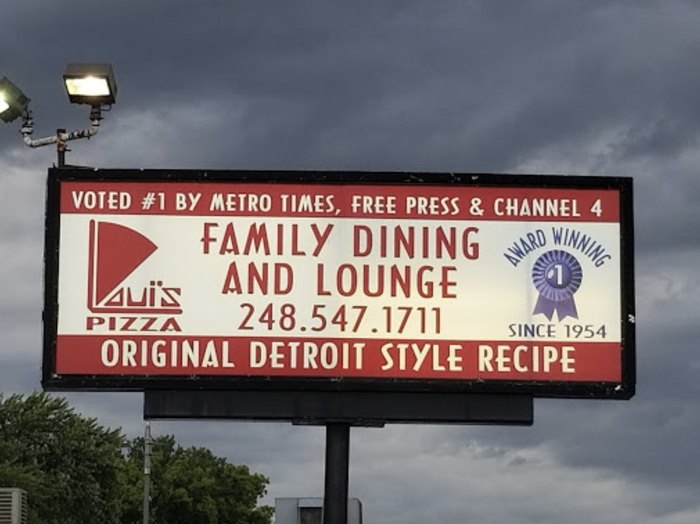 VOTED #1 BY METRO TIMES, FREE PRESS & CHANNEL 4
FAMILY DINING
AND LOUNGE
248.547.1711
Loui's
PIZZA
AWARD WINNING
#1
SINCE 1954
ORIGINAL DETROIT STYLE RECIPE